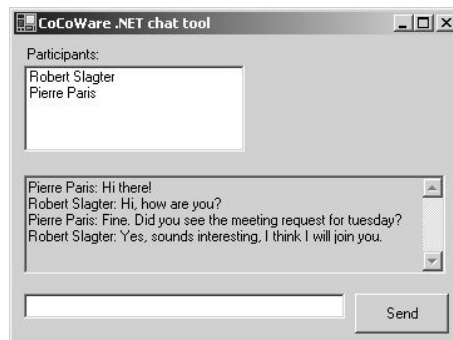 CoCoWare .NET chat tool
Participants:
Robert Slagter
Pierre Paris
Pierre Paris: Hi there!
Robert Slagter: Hi, how are you?
Pierre Paris: Fine. Did you see the meeting request for tuesday?
Robert Slagter: Yes, sounds interesting, I think I will join you.
Send